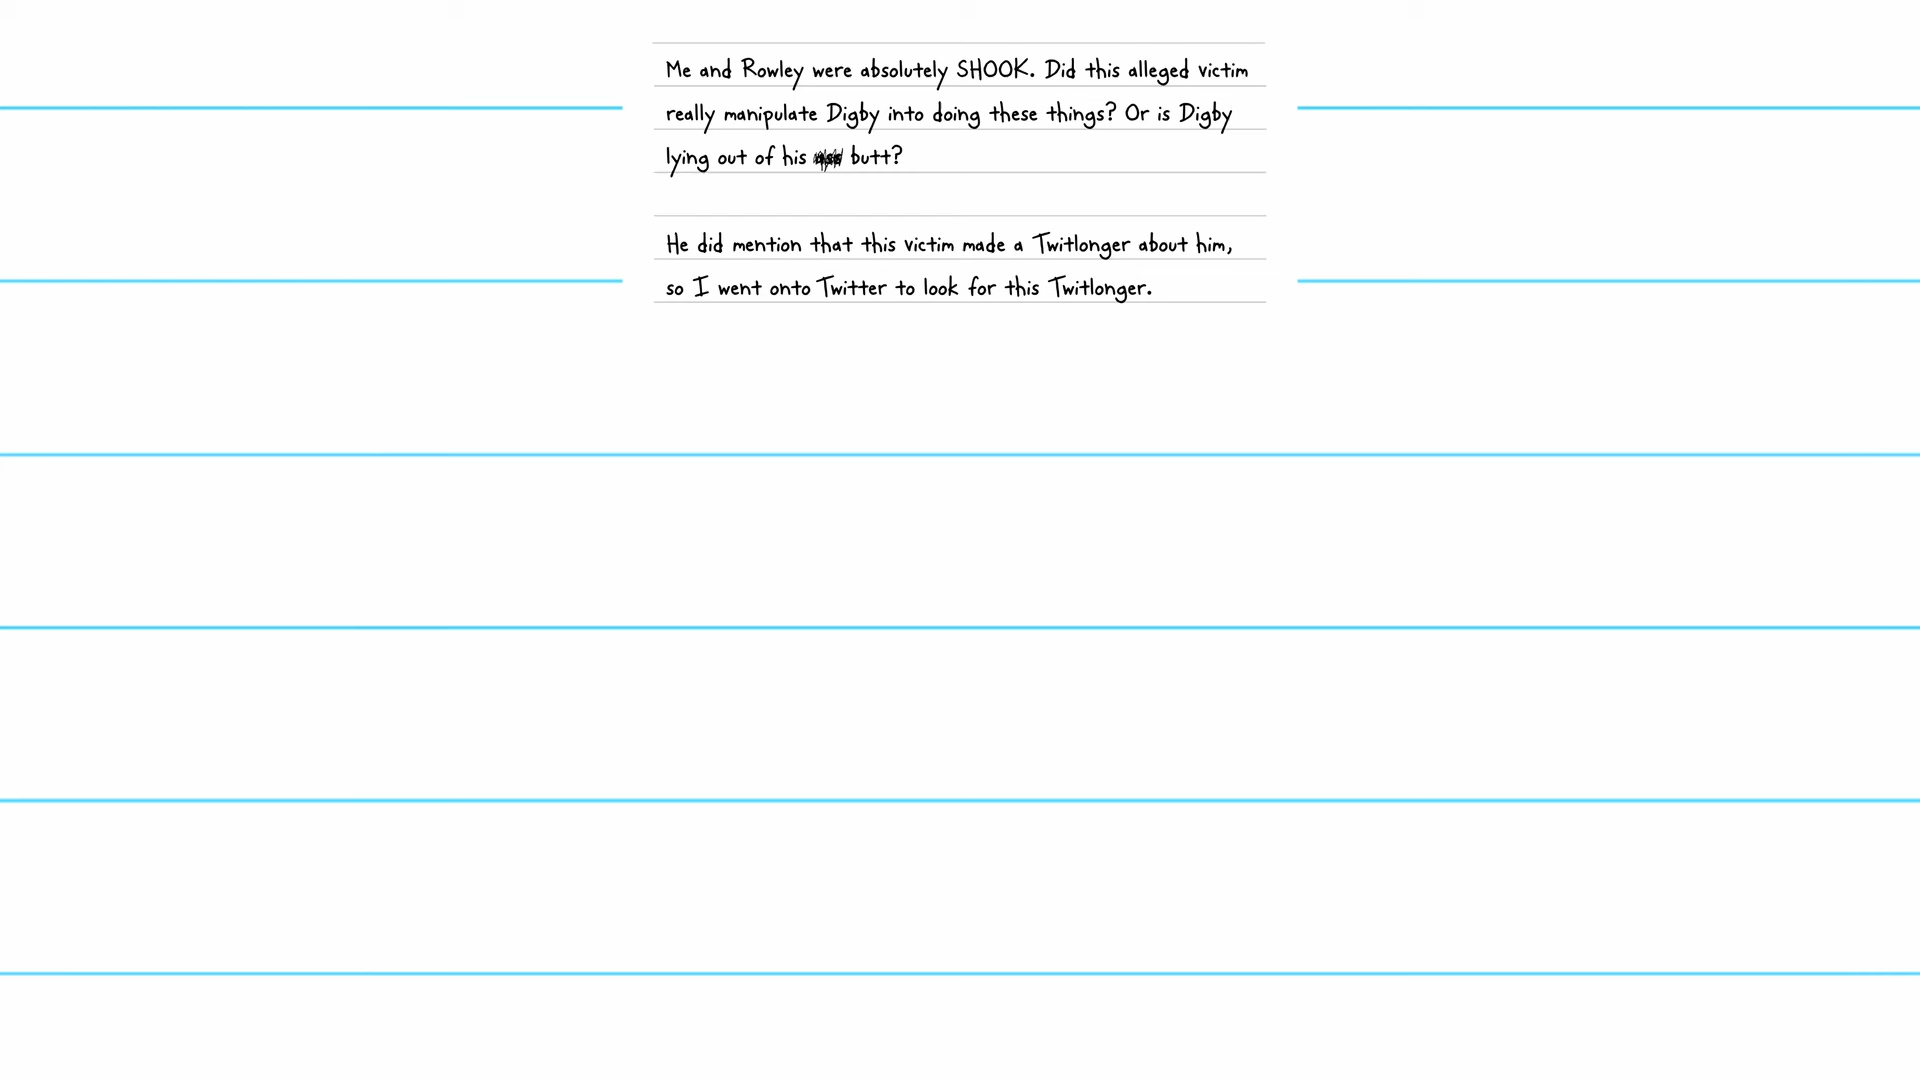 Me and Rowley were absolutely SHOOK. Did this alleged victim
really manipulate Digby into doing these things? Or is Digby
lying out of his ass butt?
He did mention that this victim made a Twitlonger about him,
so I went onto Twitter to look for this Twitlonger.